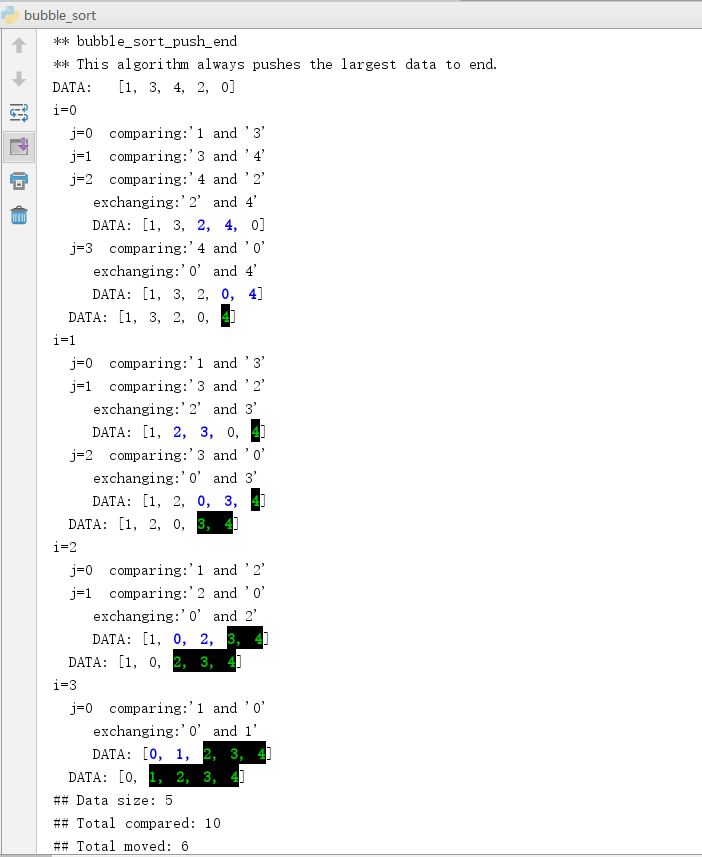 bubble_sort
** bubble_sort_push_end
** This algorithm always pushes the largest data to end.
DATA:   [1, 3, 4, 2, 0]
i=0
  j=0  comparing:'1 and '3'
  j=1  comparing:'3 and '4'
  j=2  comparing:'4 and '2'
     exchanging:'2' and 4'
     DATA: [1, 3, 2, 4, 0]
  j=3  comparing:'4 and '0'
     exchanging:'0' and 4'
     DATA: [1, 3, 2, 0, 4]
  DATA: [1, 3, 2, 0, 4]
i=1
  j=0  comparing:'1 and '3'
  j=1  comparing:'3 and '2'
     exchanging:'2' and 3'
     DATA: [1, 2, 3, 0, 4]
  j=2  comparing:'3 and '0'
     exchanging:'0' and 3'
     DATA: [1, 2, 0, 3, 4]
  DATA: [1, 2, 0, 3, 4]
i=2
  j=0  comparing:'1 and '2'
  j=1  comparing:'2 and '0'
     exchanging:'0' and 2'
     DATA: [1, 0, 2, 3, 4]
  DATA: [1, 0, 2, 3, 4]
i=3
  j=0  comparing:'1 and '0'
     exchanging:'0' and 1'
     DATA: [0, 1, 2, 3, 4]
  DATA: [0, 1, 2, 3, 4]
## Data size: 5
## Total compared: 10
## Total moved: 6